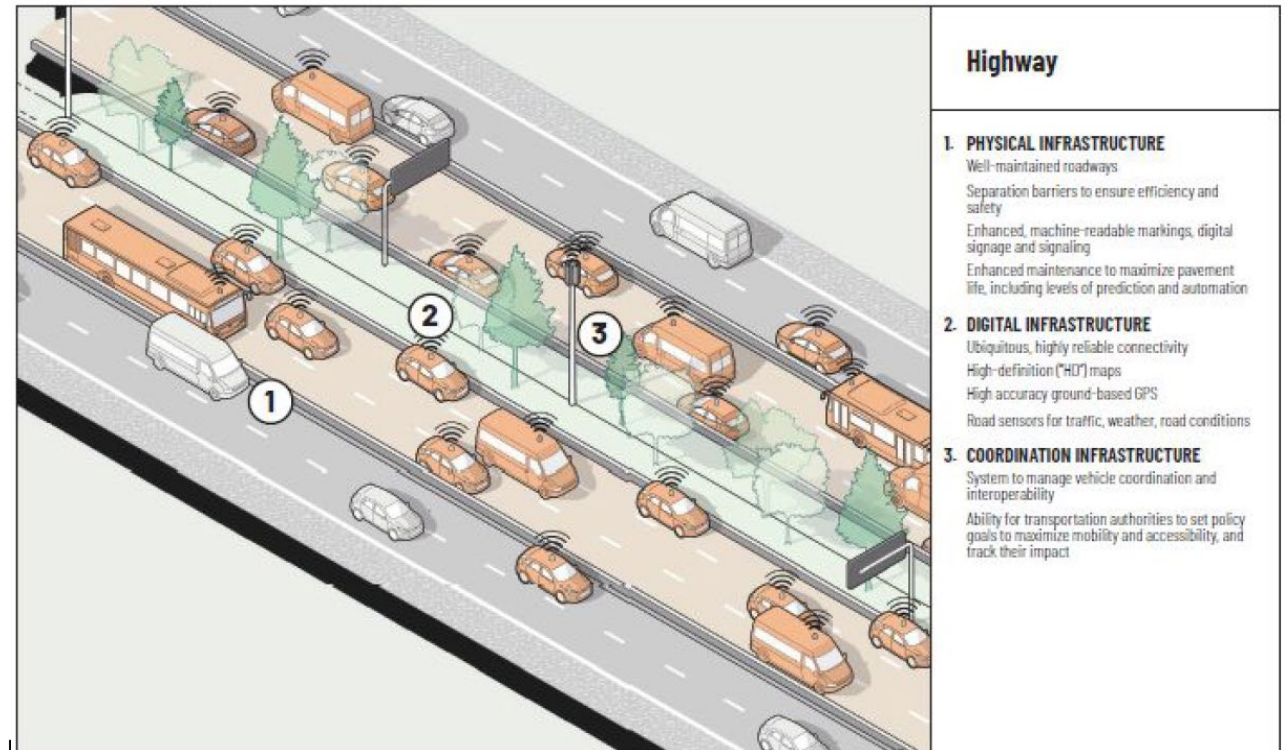 Highway
1. PHYSICAL INFRASTRUCTURE
Well-maintained roadways
Separation barriers to ensure efficiency and
safety
Enhanced, machine-readable markings, digital
signage and signaling
Enhanced maintenance to maximize pavement
life, including levels of prediction and automation
2. DIGITAL INFRASTRUCTURE
Ubiquitous, highly reliable connectivity
High-definition ("HD") maps
High accuracy ground-based GPS
Road sensors for traffic, weather, road conditions
3. COORDINATION INFRASTRUCTURE
System to manage vehicle coordination and
interoperability
Ability for transportation authorities to set policy
goals to maximize mobility and accessibility, and
track their impact
2
3
1